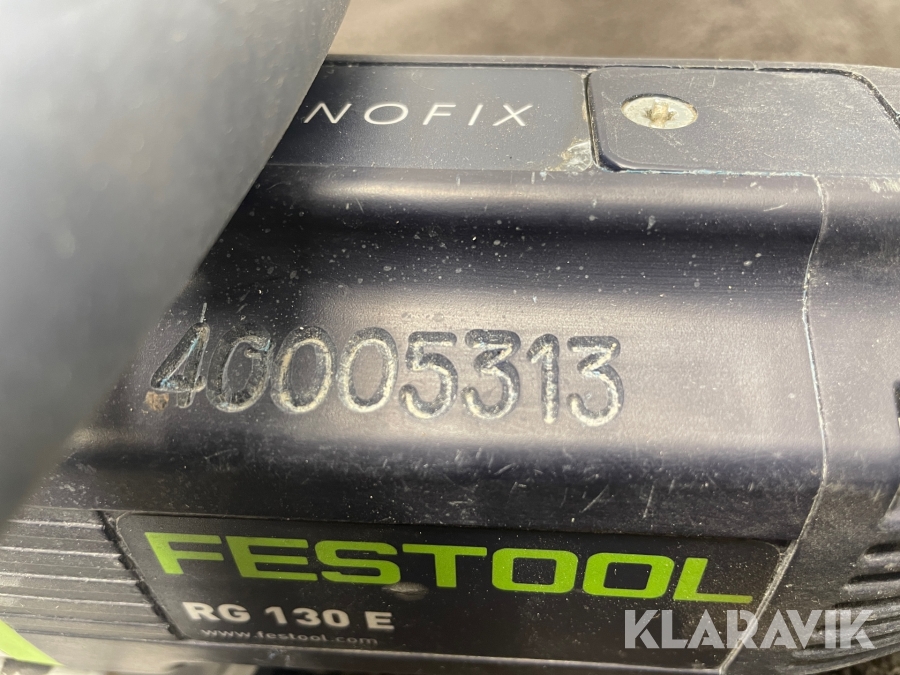 NOFIX
40005313
FESTOOL
RG 130 E
www.festool.com
KLARAVIK